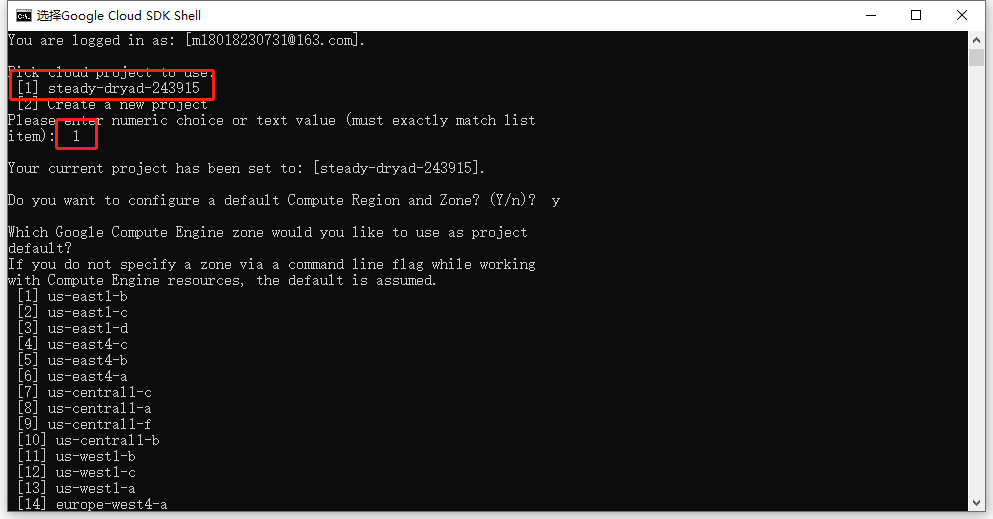 选择Google Cloud SDK Shell
You are logged in as: [m18018230731@163.com].
Pick cloud project to use:
[1] steady-dryad-243915
[2] Create a new project
Please enter numeric choice or text value (must exactly match list
item): 1
Your current project has been set to: [steady-dryad-243915].
Do you want to configure a default Compute Region and Zone? (Y/n)? y
Which Google Compute Engine zone would you like to use as project
default?
If you do not specify a zone via a command line flag while working
with Compute Engine resources, the default is assumed.
[1] us-east1-b
[2] us-east1-c
[3] us-east1-d
[4] us-east4-c
[5] us-east4-b
[6] us-east4-a
[7] us-central1-c
[8] us-central1-a
[9] us-central1-f
[10] us-central1-b
[11] us-west1-b
[12] us-west1-c
[13] us-west1-a
[14] europe-west4-a